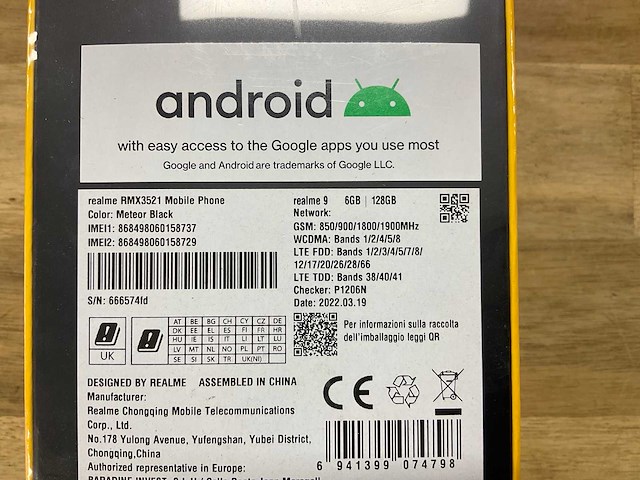 android
with easy access to the Google apps you use most
Google and Android are trademarks of Google LLC.
realme RMX3521 Mobile Phone
Color: Meteor Black
IMEI1: 868498060158737
IMEI2: 868498060158729
S/N: 666574fd
realme 9 6GB | 128GB
Network:
GSM: 850/900/1800/1900MHz
WCDMA: Bands 1/2/4/5/8
LTE FDD: Bands 1/2/3/4/5/7/8/
12/17/20/26/28/66
LTE TDD: Bands 38/40/41
Checker: P1206N
Date: 2022.03.19
UK
AT BE BG CH CY CZ DE
DK EE EL ES FI FR HR
HU IE IS IT LI LT LU
LV MT NL NO PL PT RO
SE SI SK TR UK(NI)
Per informazioni sulla raccolta
dell'imballaggio leggi QR
DESIGNED BY REALME ASSEMBLED IN CHINA
Manufacturer:
Realme Chongqing Mobile Telecommunications
Corp., Ltd.
No.178 Yulong Avenue, Yufengshan, Yubei District,
Chongqing,China
Authorized representative in Europe:
CE
6 941399 074798